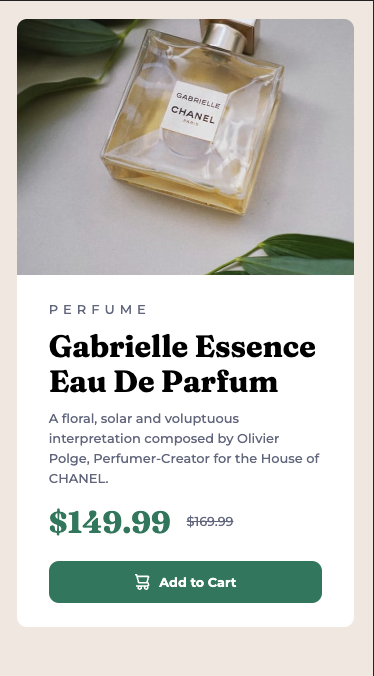 GABRIELLE
CHANEL
PARIS
PERFUME
Gabrielle Essence
Eau De Parfum
A floral, solar and voluptuous
interpretation composed by Olivier
Polge, Perfumer-Creator for the House of
CHANEL.
$149.99 $169.99
Add to Cart